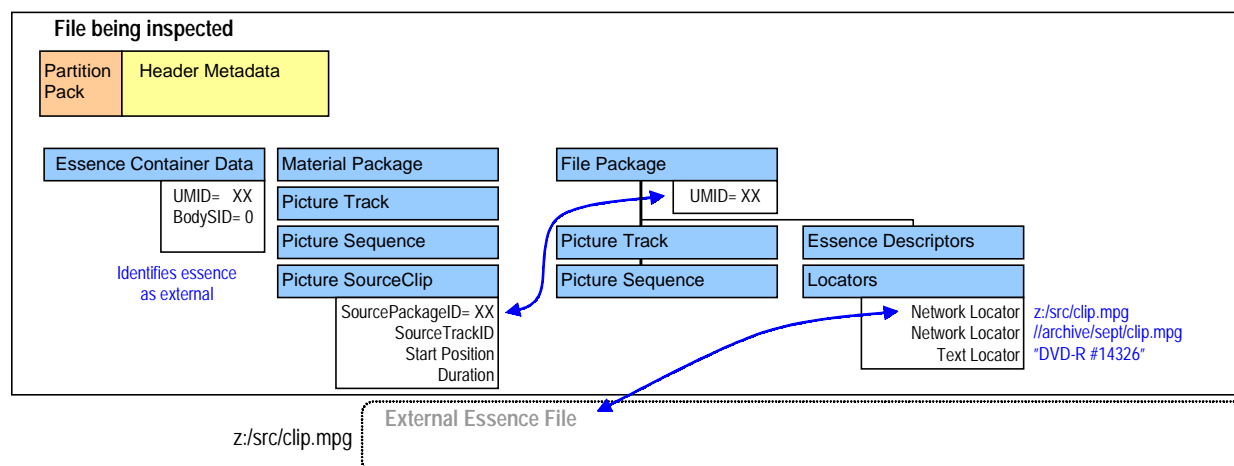 File being inspected
Partition
Pack
Header Metadata
Essence Container Data
UMID= XX
BodySID= 0
Identifies essence
as external
Material Package
Picture Track
Picture Sequence
Picture SourceClip
SourcePackageID= XX
SourceTrackID
Start Position
Duration
File Package
UMID= XX
Picture Track
Picture Sequence
Essence Descriptors
Locators
Network Locator z:/src/clip.mpg
Network Locator //archive/sept/clip.mpg
Text Locator "DVD-R #14326"
External Essence File
z:/src/clip.mpg